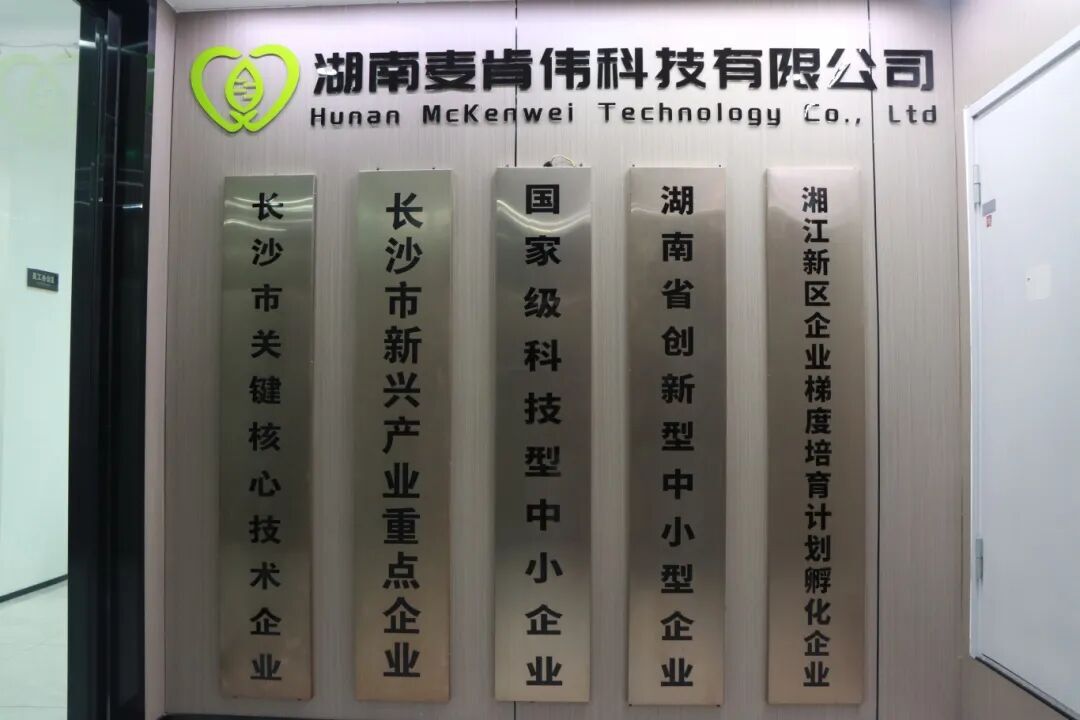 湖南麦肯伟科技有限公司
Hunan McKenwei Technology Co., Ltd
长沙市关键核心技术企业
长沙市新兴产业重点企业
国家级科技型中小企业
湖南省创新型中小型企业
湘江新区企业梯度培育计划孵化企业